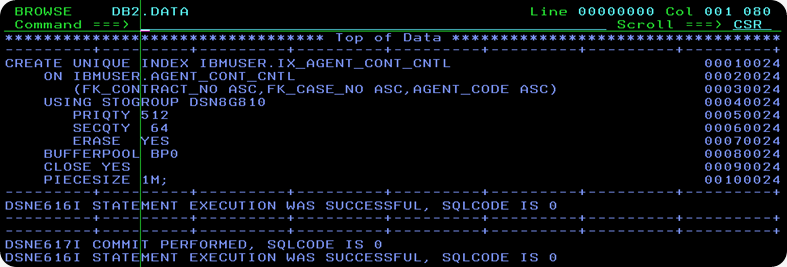 BROWSE    DB2.DATA                                   Line 00000000 Col 001 080
Command ===>                                                  Scroll ===> CSR
********************************* Top of Data **********************************
---------+---------+---------+---------+---------+---------+---------+---------+
CREATE UNIQUE INDEX IBMUSER.IX_AGENT_CONT_CNTL                          00010024
    ON IBMUSER.AGENT_CONT_CNTL                                          00020024
       (FK_CONTRACT_NO ASC,FK_CASE_NO ASC,AGENT_CODE ASC)               00030024
    USING STOGROUP DSN8G810                                             00040024
       PRIQTY 512                                                       00050024
       SECQTY  64                                                       00060024
       ERASE  YES                                                       00070024
    BUFFERPOOL BP0                                                      00080024
    CLOSE YES                                                           00090024
    PIECESIZE 1M;                                                       00100024
---------+---------+---------+---------+---------+---------+---------+---------+
DSNE616I STATEMENT EXECUTION WAS SUCCESSFUL, SQLCODE IS 0
---------+---------+---------+---------+---------+---------+---------+---------+
---------+---------+---------+---------+---------+---------+---------+---------+
DSNE617I COMMIT PERFORMED, SQLCODE IS 0
DSNE616I STATEMENT EXECUTION WAS SUCCESSFUL, SQLCODE IS 0